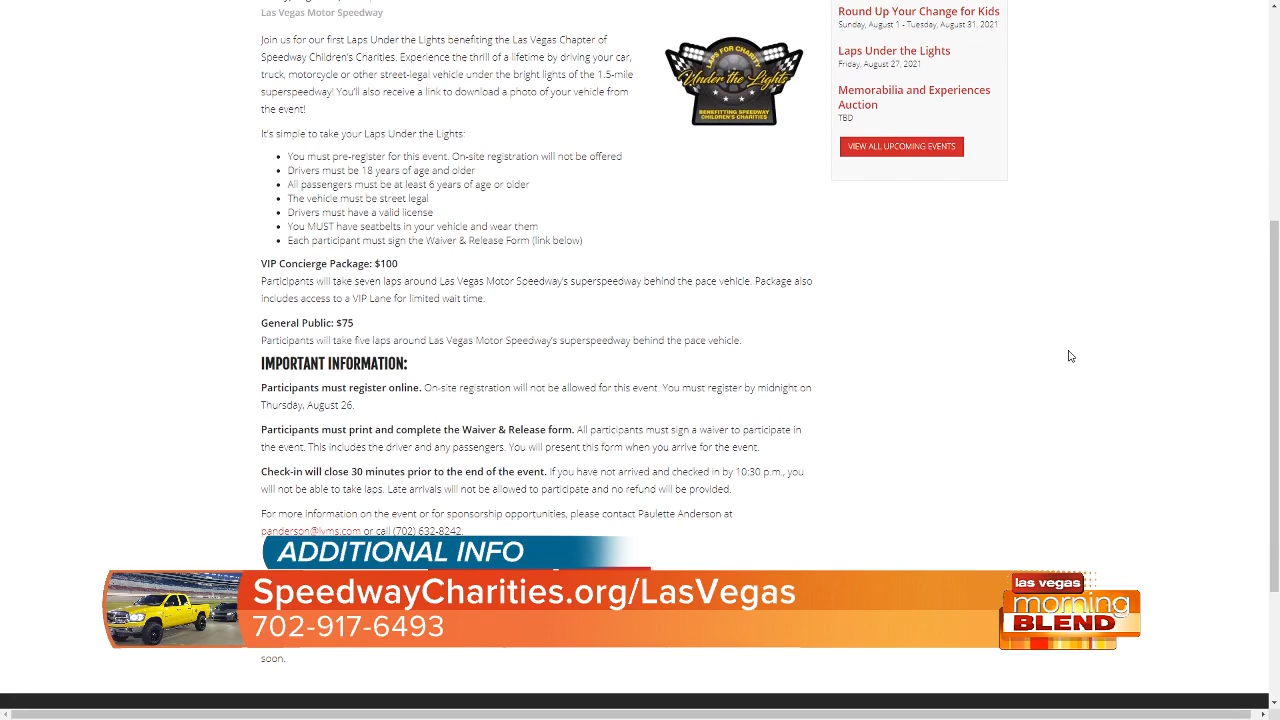 Las Vegas Motor Speedway
Join us for our first Laps Under the Lights benefiting the Las Vegas Chapter of
Speedway Children's Charities. Experience the thrill of a lifetime by driving your car,
truck, motorcycle or other street-legal vehicle under the bright lights of the 1.5-mile
superspeedway! You'll also receive a link to download a photo of your vehicle from
the event!
It's simple to take your Laps Under the Lights:
• You must pre-register for this event. On-site registration will not be offered
• Drivers must be 18 years of age and older
• All passengers must be at least 6 years of age or older
• The vehicle must be street legal
• Drivers must have a valid license
• You MUST have seatbelts in your vehicle and wear them
• Each participant must sign the Waiver & Release Form (link below)
VIP Concierge Package: $100
Participants will take seven laps around Las Vegas Motor Speedway's superspeedway behind the pace vehicle. Package also
includes access to a VIP Lane for limited wait time.
General Public: $75
Participants will take five laps around Las Vegas Motor Speedway's superspeedway behind the pace vehicle.
IMPORTANT INFORMATION:
Participants must register online. On-site registration will not be allowed for this event. You must register by midnight on
Thursday, August 26.
Participants must print and complete the Waiver & Release form. All participants must sign a waiver to participate in
the event. This includes the driver and any passengers. You will present this form when you arrive for the event.
Check-in will close 30 minutes prior to the end of the event. If you have not arrived and checked in by 10:30 p.m., you
will not be able to take laps. Late arrivals will not be allowed to participate and no refund will be provided.
For more information on the event or for sponsorship opportunities, please contact Paulette Anderson at
panderson@lvms.com or call (702) 632-8242.
soon.
LAPS FOR CHARITY
Under the Lights
BENEFITTING SPEEDWAY
CHILDREN'S CHARITIES
Round Up Your Change for Kids
Sunday, August 1 - Tuesday, August 31, 2021
Laps Under the Lights
Friday, August 27, 2021
Memorabilia and Experiences
Auction
TBD
VIEW ALL UPCOMING EVENTS
ADDITIONAL INFO
SpeedwayCharities.org/LasVegas
702-917-6493
las vegas
morning
BLEND